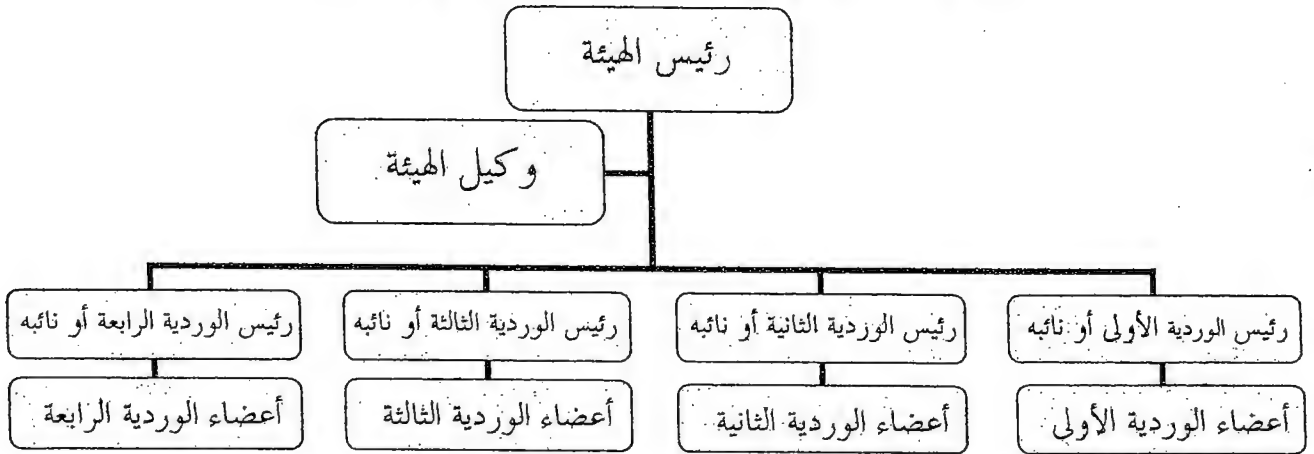 رئيس الهيئة
وكيل الهيئة
رئيس الوردية الأولى أو نائبه
رئيس الوردية الثانية أو نائبه
رئيس الوردية الثالثة أو نائبه
رئيس الوردية الرابعة أو نائبه
أعضاء الوردية الأولى
أعضاء الوردية الثانية
أعضاء الوردية الثالثة
أعضاء الوردية الرابعة